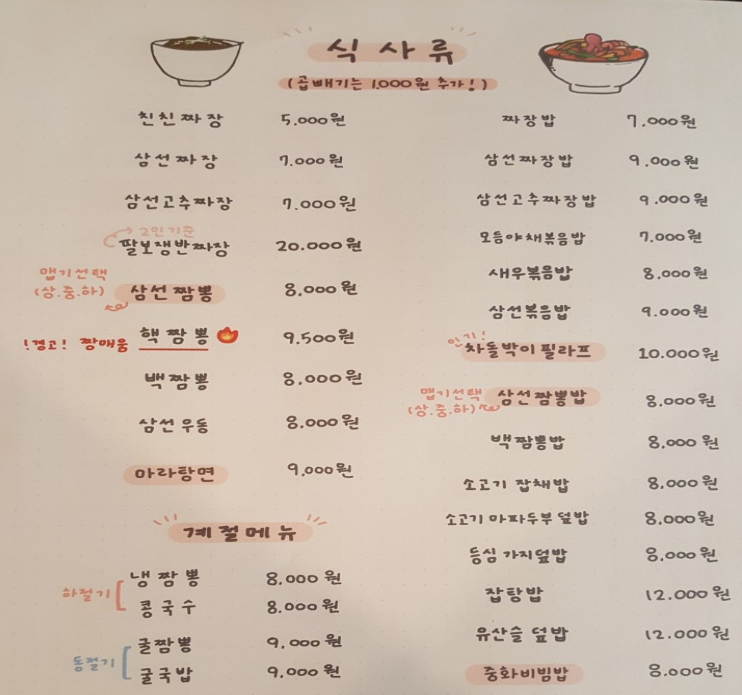 식사류
(곱빼기는 1,000원 추가!)
친친짜장 5,000원
삼선짜장 7.000원
삼선고추짜장 7.000원
2인기준
팔보쟁반짜장 20.000원
맵기선택
(상.중.하) 삼선짬뽕 8,000원
!경고! 짱매움 핵짬뽕 9.500원
백짬뽕 8.000원
삼선우동 8,000원
마라탕면 9,000원
계절메뉴
하절기
냉짬뽕 8,000원
콩국수 8.000원
동절기
굴짬뽕 9,000원
굴국밥 9,000원
짜장밥 7.000원
삼선짜장밥 9.000원
삼선고추짜장밥 9.000원
모듬야채볶음밥 7.000원
새우볶음밥 8,000원
삼선볶음밥 9.000원
인기!
차돌박이필라프 10.000원
맵기선택
(상.중.하) 삼선짬뽕밥 8,000원
백짬뽕밥 8,000원
소고기 잡채밥 8,000원
소고기 마파두부덮밥 8,000원
등심가지덮밥 8,000원
잡탕밥 12.000원
유산슬 덮밥 12.000원
중화비빔밥 8.000원